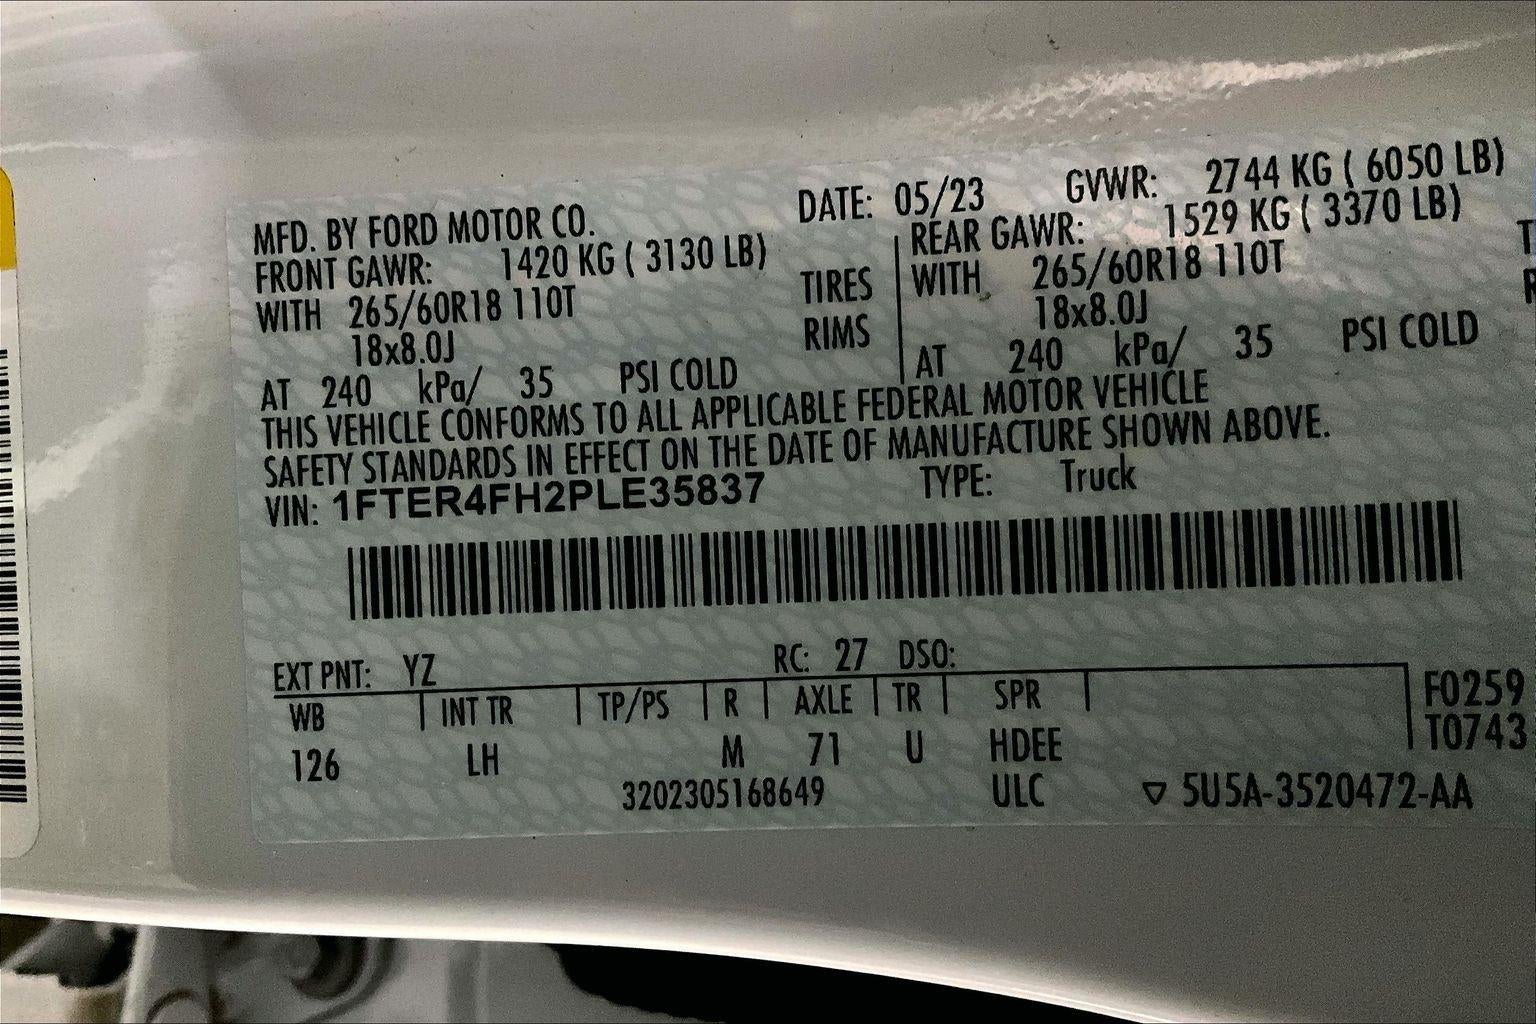 MFD. BY FORD MOTOR CO. DATE: 05/23 GVWR: 2744 KG ( 6050 LB)
FRONT GAWR: 1420 KG ( 3130 LB) REAR GAWR: 1529 KG ( 3370 LB)
WITH 265/60R18 110T TIRES WITH 265/60R18 110T
18x8.0J RIMS 18x8.0J
AT 240 kPa/ 35 PSI COLD AT 240 kPa/ 35 PSI COLD
THIS VEHICLE CONFORMS TO ALL APPLICABLE FEDERAL MOTOR VEHICLE
SAFETY STANDARDS IN EFFECT ON THE DATE OF MANUFACTURE SHOWN ABOVE.
VIN: 1FTER4FH2PLE35837 TYPE: Truck
EXT PNT: YZ RC: 27 DSO:
WB INT TR TP/PS R AXLE TR SPR F0259
126 LH M 71 U HDEE T0743
3202305168649 ULC ▽ 5U5A-3520472-AA